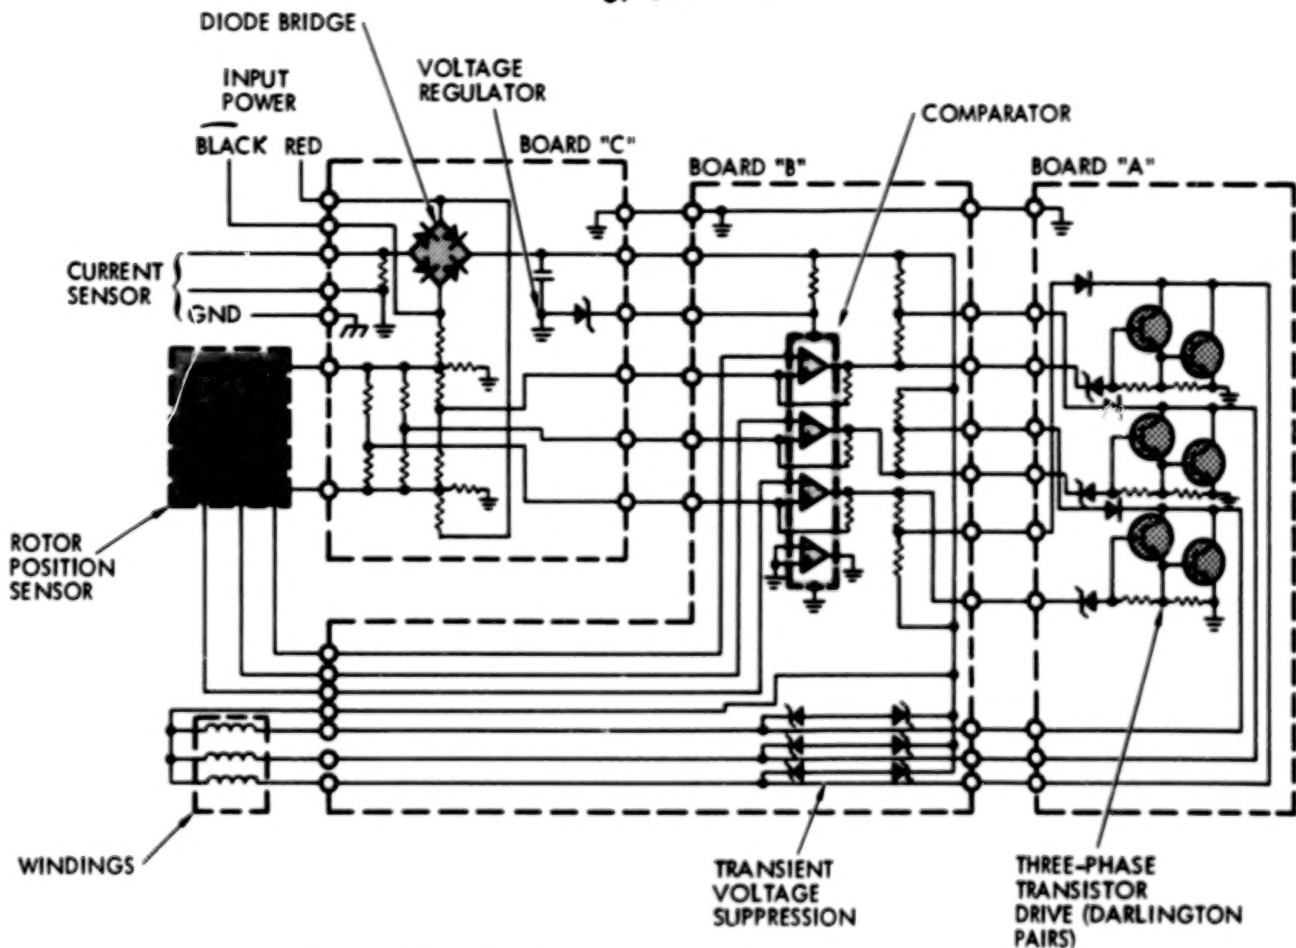 DIODE BRIDGE
INPUT
POWER
BLACK RED
VOLTAGE
REGULATOR
COMPARATOR
BOARD "C"
BOARD "B"
BOARD "A"
CURRENT
SENSOR
GND
ROTOR
POSITION
SENSOR
WINDINGS
TRANSIENT
VOLTAGE
SUPPRESSION
THREE-PHASE
TRANSISTOR
DRIVE (DARLINGTON
PAIRS)